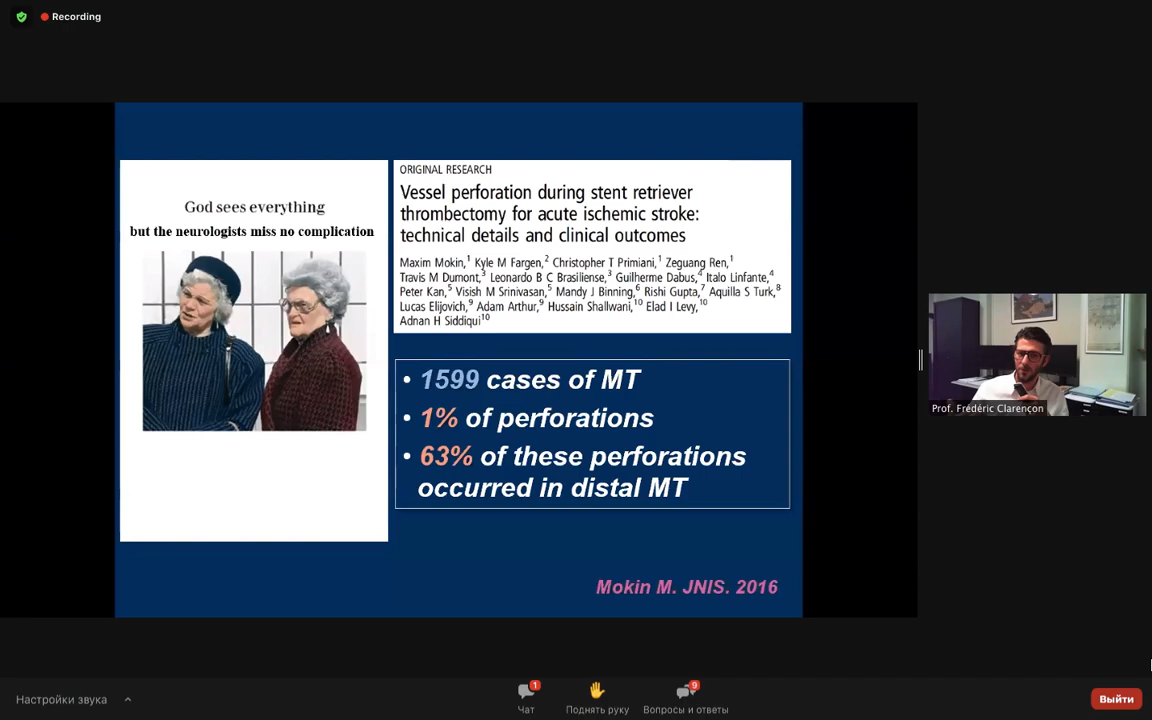 Recording
God sees everything
but the neurologists miss no complication
ORIGINAL RESEARCH
Vessel perforation during stent retriever
thrombectomy for acute ischemic stroke:
technical details and clinical outcomes
Maxim Mokin,1 Kyle M Fargen,2 Christopher T Primiani,1 Zeguang Ren,1
Travis M Dumont,3 Leonardo B C Brasiliense,3 Guilherme Dabus,4 Italo Linfante,4
Peter Kan,5 Visish M Srinivasan,5 Mandy J Binning,6 Rishi Gupta,7 Aquilla S Turk,8
Lucas Elijovich,9 Adam Arthur,9 Hussain Shallwani,10 Elad I Levy,10
Adnan H Siddiqui10
• 1599 cases of MT
• 1% of perforations
• 63% of these perforations
occurred in distal MT
Mokin M. JNIS. 2016
Prof. Frédéric Clarençon
Настройки звука
1
Чат
Поднять руку
9
Вопросы и ответы
Выйти